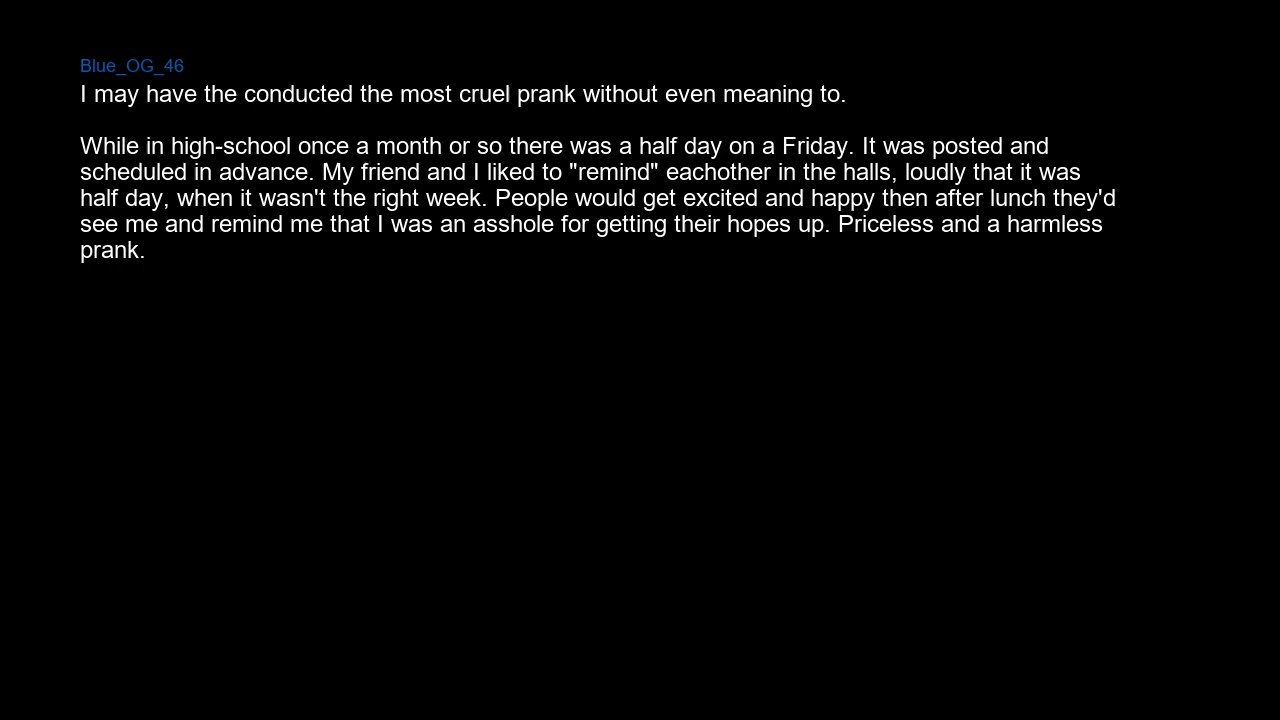 Blue_OG_46
I may have the conducted the most cruel prank without even meaning to.
While in high-school once a month or so there was a half day on a Friday. It was posted and
scheduled in advance. My friend and I liked to "remind" eachother in the halls, loudly that it was
half day, when it wasn't the right week. People would get excited and happy then after lunch they'd
see me and remind me that I was an asshole for getting their hopes up. Priceless and a harmless
prank.